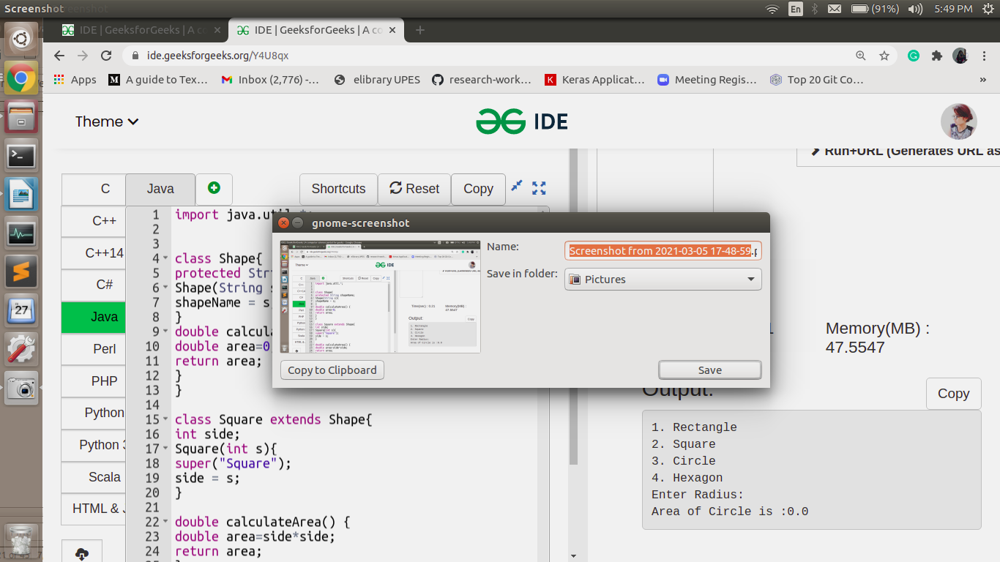 Screenshot
En
(91%)
5:49 PM
IDE | GeeksforGeeks | A co
IDE | GeeksforGeeks | A co
ide.geeksforgeeks.org/Y4U8qx
Apps
A guide to Tex…
Inbox (2,776) -…
elibrary UPES
research-work…
Keras Applicat…
Meeting Regis…
Top 20 Git Co…
»
Theme
IDE
Run+URL (Generates URL as
C
Java
Shortcuts
Reset
Copy
C++
C++14
C#
Java
Perl
PHP
Python
Python 3
Scala
HTML & J
27
1 import java.util.*;
2
3
4 class Shape{
5 protected Stri
6 Shape(String s
7 shapeName = s
8 }
9 double calcula
10 double area=0
11 return area;
12 }
13 }
14
15 class Square extends Shape{
16 int side;
17 Square(int s){
18 super("Square");
19 side = s;
20 }
21
22 double calculateArea() {
23 double area=side*side;
24 return area;
gnome-screenshot
Name:
Screenshot from 2021-03-05 17-48-59.p
Save in folder:
Pictures
Copy to Clipboard
Save
Memory(MB) :
47.5547
Output:
Copy
1. Rectangle
2. Square
3. Circle
4. Hexagon
Enter Radius:
Area of Circle is :0.0